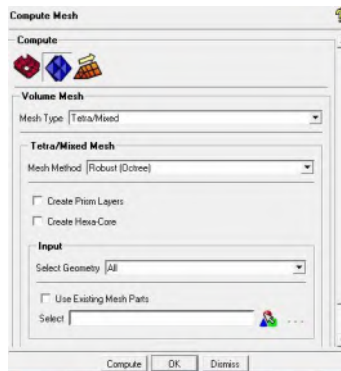 Compute Mesh
Compute
Volume Mesh
Mesh Type Tetra/Mixed
Tetra/Mixed Mesh
Mesh Method Robust (Octree)
Create Prism Layers
Create Hexa-Core
Input
Select Geometry All
Use Existing Mesh Parts
Select ...
Compute OK Dismiss